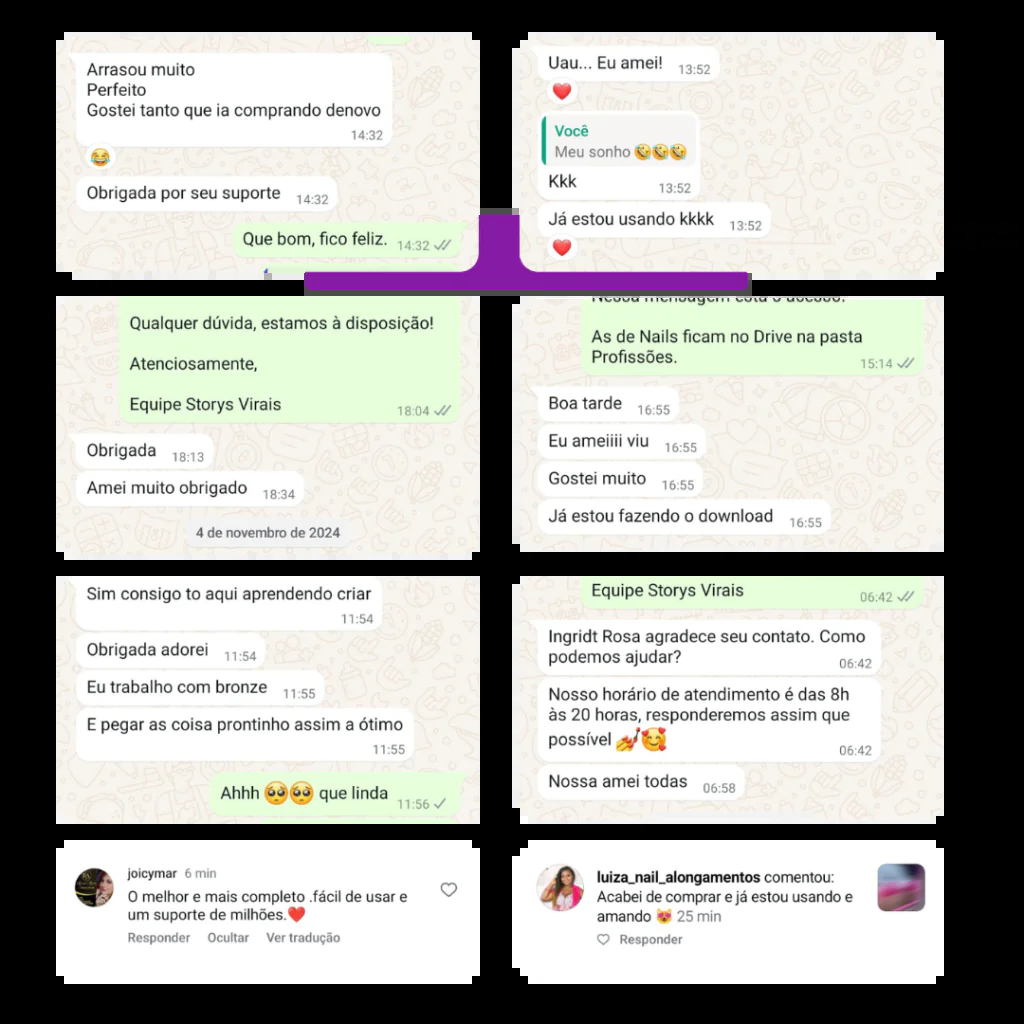 Arrasou muito
Perfeito
Gostei tanto que ia comprando denovo
14:32
Obrigada por seu suporte 14:32
Que bom, fico feliz. 14:32
Uau... Eu amei! 13:52
Você
Meu sonho 🤣🤣🤣
Kkk 13:52
Já estou usando kkkk 13:52
Qualquer dúvida, estamos à disposição!
Atenciosamente,
Equipe Storys Virais 18:04
Obrigada 18:13
Amei muito obrigado 18:34
4 de novembro de 2024
As de Nails ficam no Drive na pasta
Profissões. 15:14
Boa tarde 16:55
Eu ameiiii viu 16:55
Gostei muito 16:55
Já estou fazendo o download 16:55
Sim consigo to aqui aprendendo criar
11:54
Obrigada adorei 11:54
Eu trabalho com bronze 11:55
E pegar as coisa prontinho assim a ótimo
11:55
Ahhh 🥺🥺 que linda 11:56
Equipe Storys Virais 06:42
Ingridt Rosa agradece seu contato. Como
podemos ajudar? 06:42
Nosso horário de atendimento é das 8h
às 20 horas, responderemos assim que
possível 💅🥰 06:42
Nossa amei todas 06:58
joicymar 6 min
O melhor e mais completo .fácil de usar e
um suporte de milhões.❤️
Responder Ocultar Ver tradução
luiza_nail_alongamentos comentou:
Acabei de comprar e já estou usando e
amando 😻 25 min
Responder